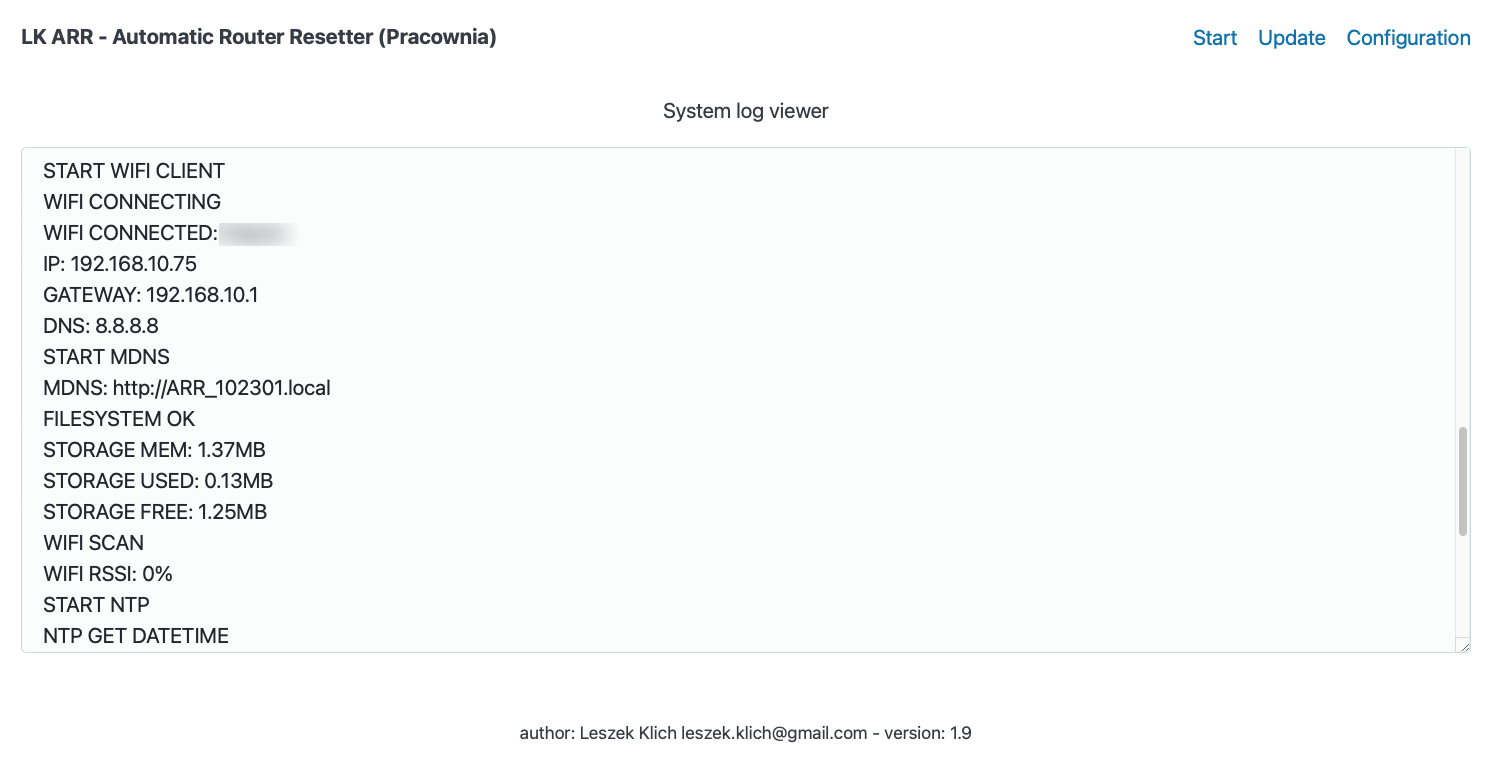 LK ARR - Automatic Router Resetter (Pracownia)
Start Update Configuration
System log viewer
START WIFI CLIENT
WIFI CONNECTING
WIFI CONNECTED:
IP: 192.168.10.75
GATEWAY: 192.168.10.1
DNS: 8.8.8.8
START MDNS
MDNS: http://ARR_102301.local
FILESYSTEM OK
STORAGE MEM: 1.37MB
STORAGE USED: 0.13MB
STORAGE FREE: 1.25MB
WIFI SCAN
WIFI RSSI: 0%
START NTP
NTP GET DATETIME
author: Leszek Klich leszek.klich@gmail.com - version: 1.9